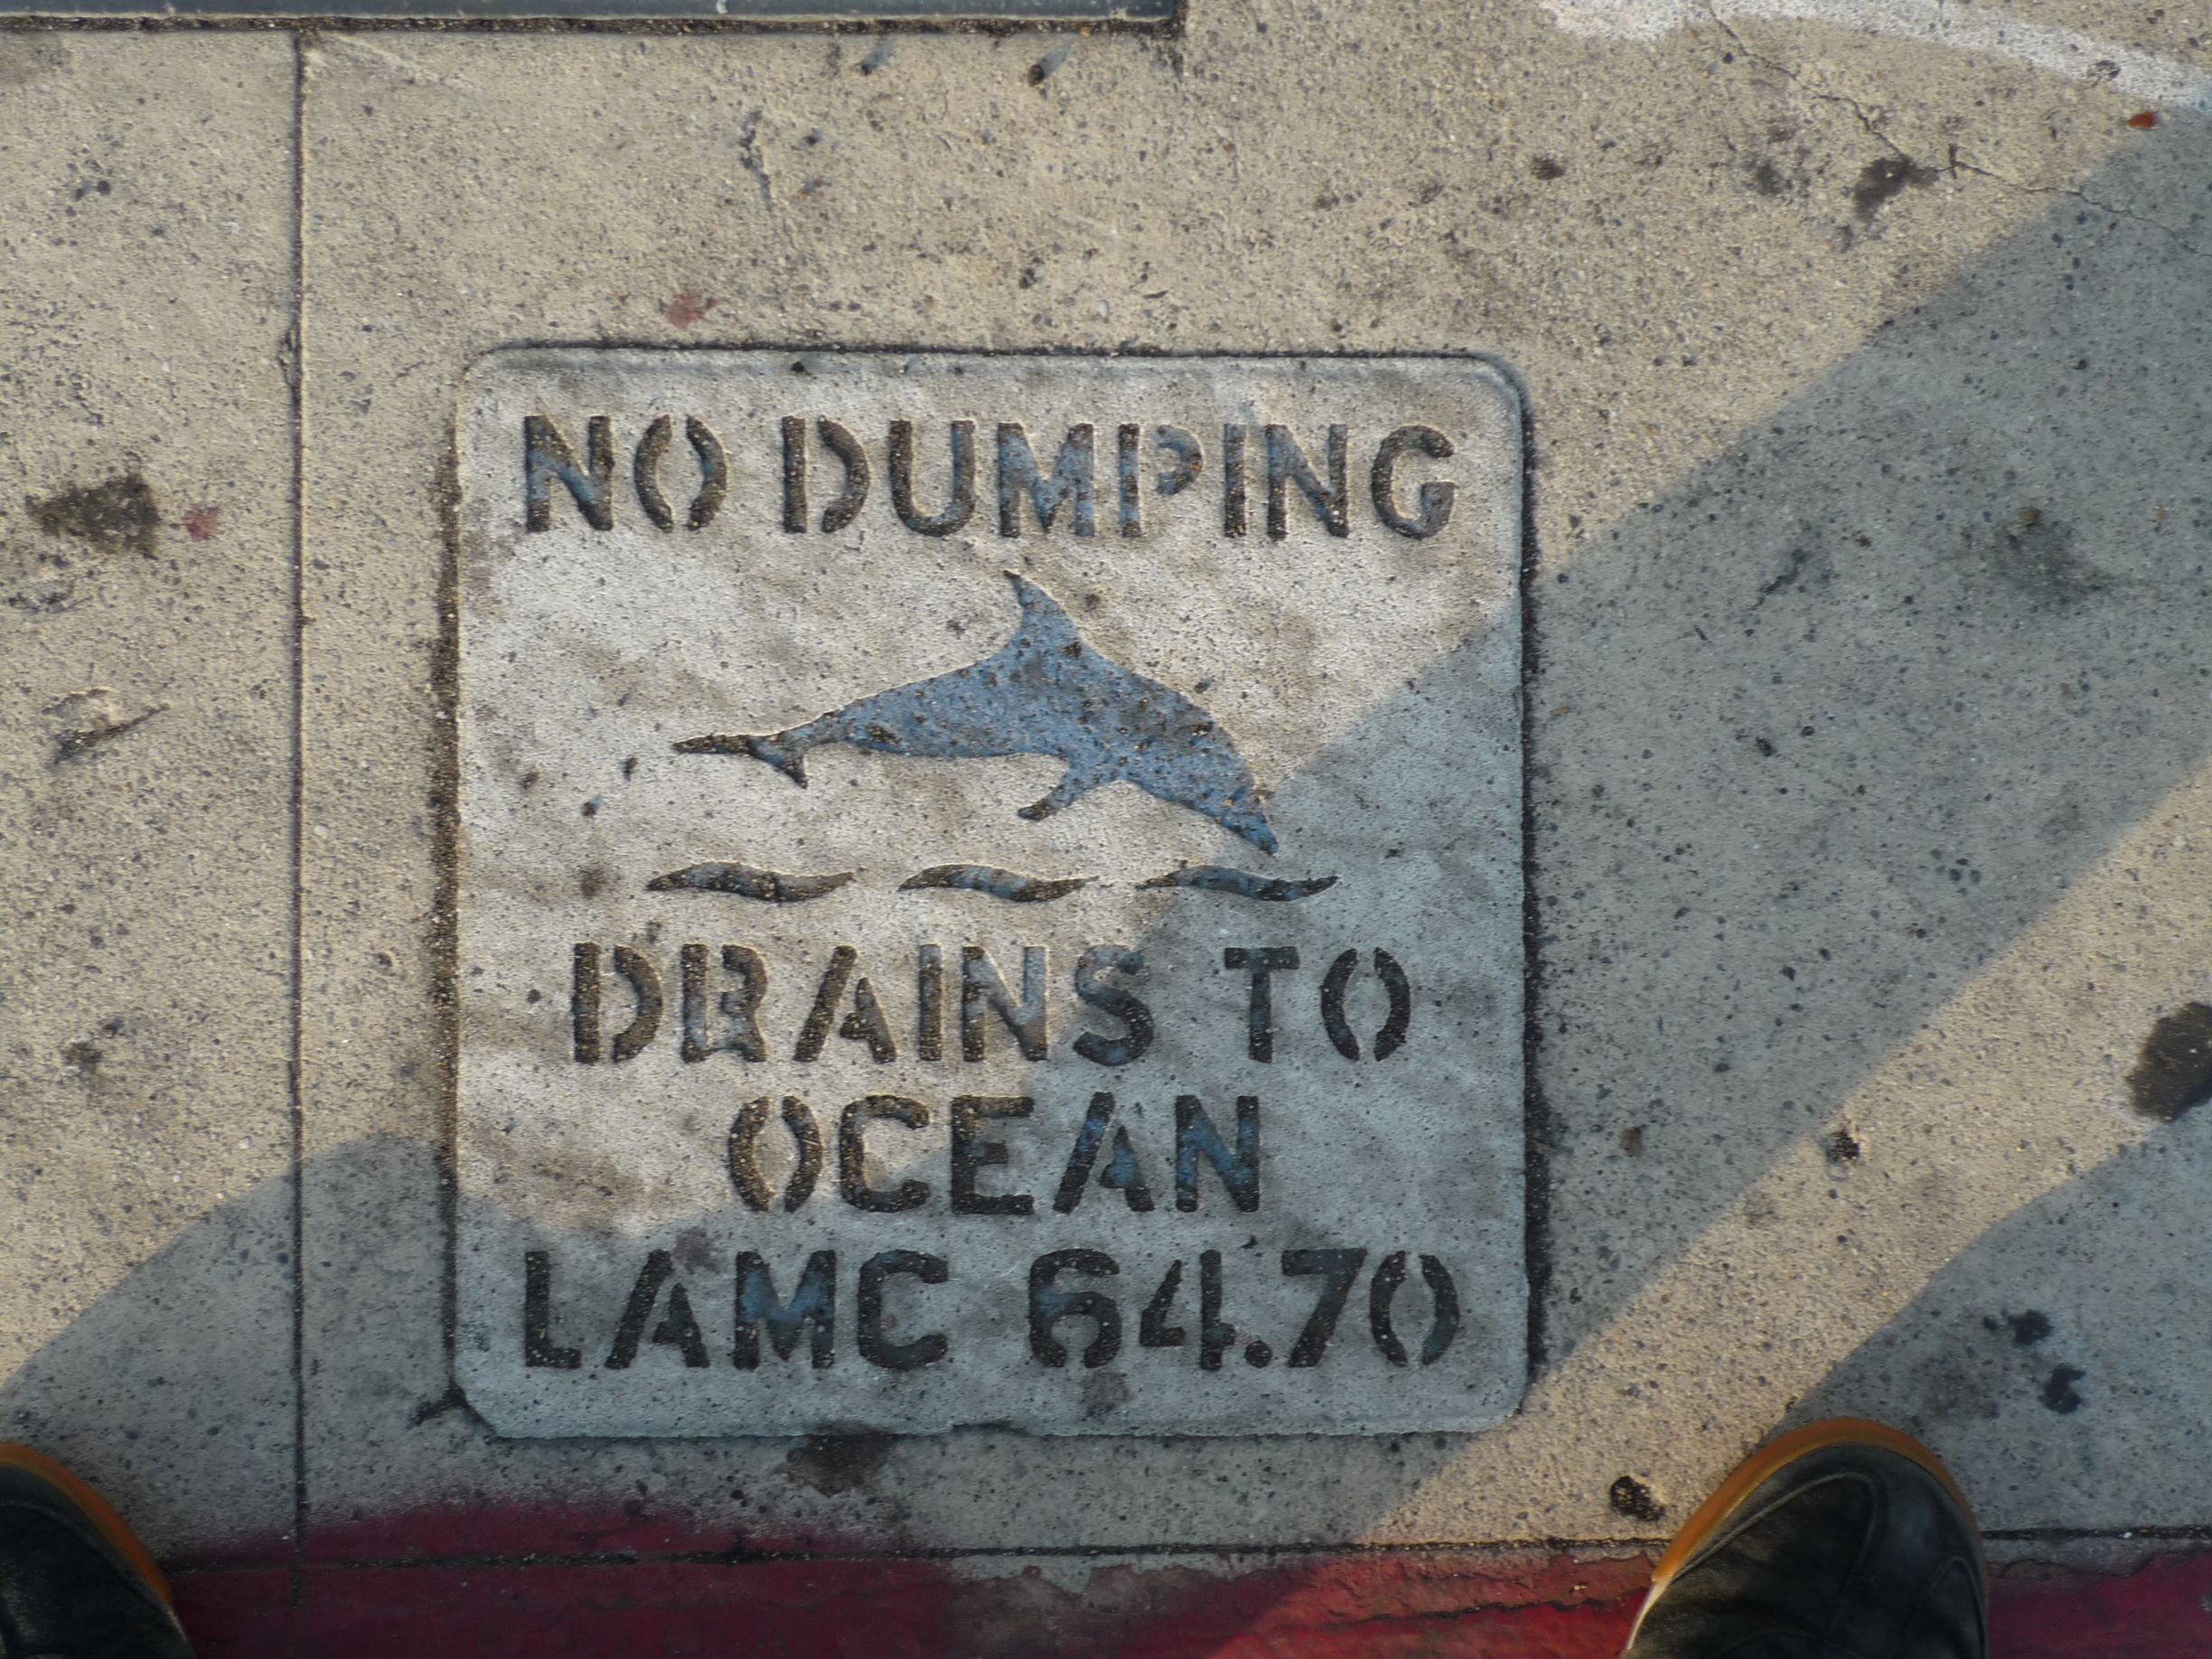 NO DUMPING
DRAINS TO
OCEAN
LAMC 64.70